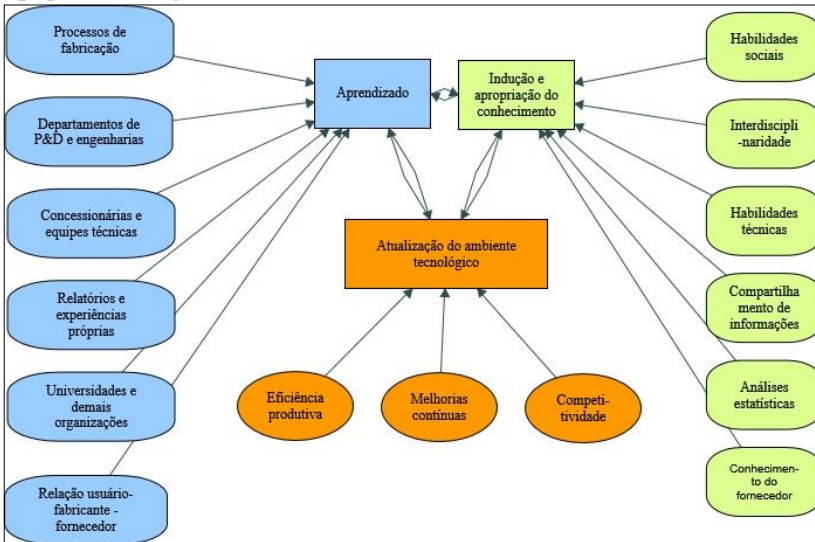 Processos de
fabricação
Departamentos de
P&D e engenharias
Concessionárias e
equipes técnicas
Relatórios e
experiências
próprias
Universidades e
demais
organizações
Relação usuário-
fabricante -
fornecedor
Aprendizado
Indução e
apropriação do
conhecimento
Atualização do ambiente
tecnológico
Eficiência
produtiva
Melhorias
contínuas
Competi-
tividade
Habilidades
sociais
Interdiscipli
-naridade
Habilidades
técnicas
Compartilha
mento de
informações
Análises
estatísticas
Conhecimen-
to do
fornecedor